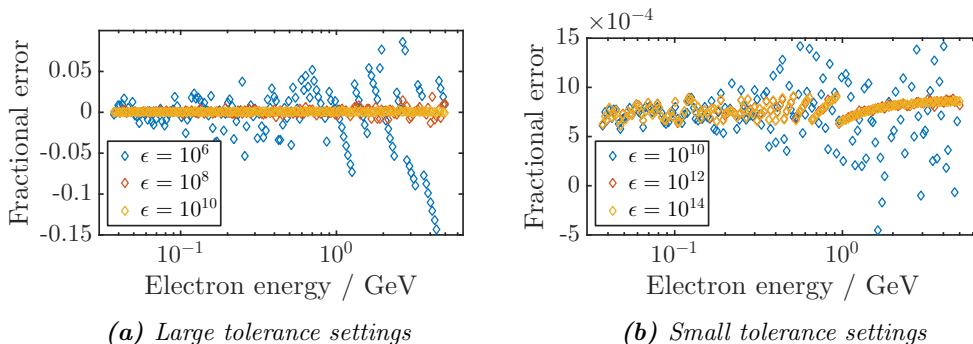 0.05
0
-0.05
-0.1
-0.15
Fractional error
ϵ = 10⁶
ϵ = 10⁸
ϵ = 10¹⁰
10⁻¹ 10⁰
Electron energy / GeV
(a) Large tolerance settings
×10⁻⁴
15
10
5
0
-5
Fractional error
ϵ = 10¹⁰
ϵ = 10¹²
ϵ = 10¹⁴
10⁻¹ 10⁰
Electron energy / GeV
(b) Small tolerance settings